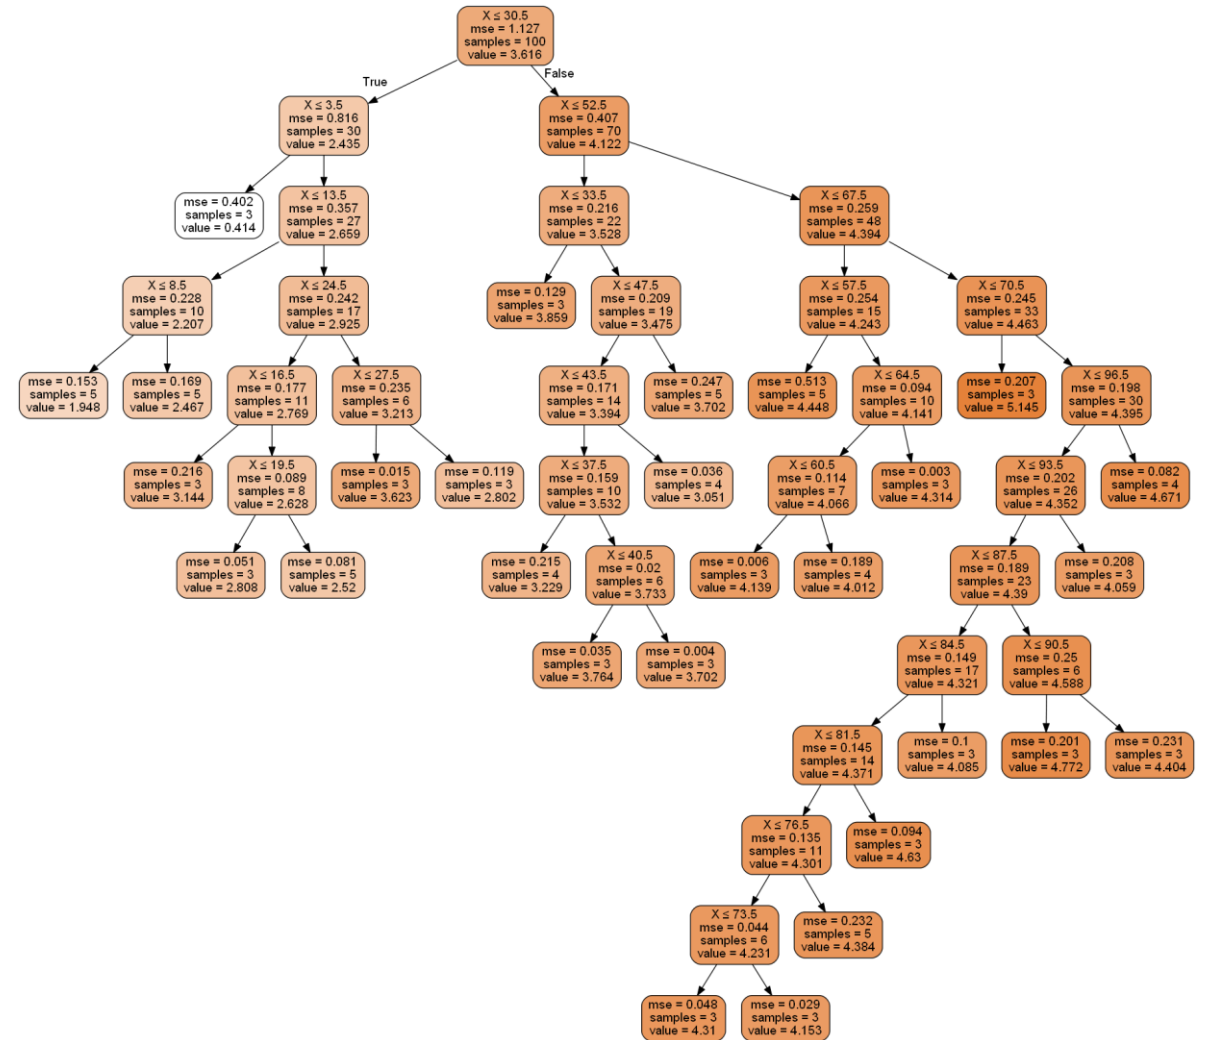 X ≤ 30.5
mse = 1.127
samples = 100
value = 3.616
True
False
X ≤ 3.5
mse = 0.816
samples = 30
value = 2.435
X ≤ 52.5
mse = 0.407
samples = 70
value = 4.122
mse = 0.402
samples = 3
value = 0.414
X ≤ 13.5
mse = 0.357
samples = 27
value = 2.659
X ≤ 33.5
mse = 0.216
samples = 22
value = 3.528
X ≤ 67.5
mse = 0.259
samples = 48
value = 4.394
X ≤ 8.5
mse = 0.228
samples = 10
value = 2.207
X ≤ 24.5
mse = 0.242
samples = 17
value = 2.925
mse = 0.129
samples = 3
value = 3.859
X ≤ 47.5
mse = 0.209
samples = 19
value = 3.475
X ≤ 57.5
mse = 0.254
samples = 15
value = 4.243
X ≤ 70.5
mse = 0.245
samples = 33
value = 4.463
mse = 0.153
samples = 5
value = 1.948
mse = 0.169
samples = 5
value = 2.467
X ≤ 16.5
mse = 0.177
samples = 11
value = 2.769
X ≤ 27.5
mse = 0.235
samples = 6
value = 3.213
X ≤ 43.5
mse = 0.171
samples = 14
value = 3.394
mse = 0.247
samples = 5
value = 3.702
mse = 0.513
samples = 5
value = 4.448
X ≤ 64.5
mse = 0.094
samples = 10
value = 4.141
mse = 0.207
samples = 3
value = 5.145
X ≤ 96.5
mse = 0.198
samples = 30
value = 4.395
mse = 0.216
samples = 3
value = 3.144
X ≤ 19.5
mse = 0.089
samples = 8
value = 2.628
mse = 0.015
samples = 3
value = 3.623
mse = 0.119
samples = 3
value = 2.802
X ≤ 37.5
mse = 0.159
samples = 10
value = 3.532
mse = 0.036
samples = 4
value = 3.051
X ≤ 60.5
mse = 0.114
samples = 7
value = 4.066
mse = 0.003
samples = 3
value = 4.314
X ≤ 93.5
mse = 0.202
samples = 26
value = 4.352
mse = 0.082
samples = 4
value = 4.671
mse = 0.051
samples = 3
value = 2.808
mse = 0.081
samples = 5
value = 2.52
mse = 0.215
samples = 4
value = 3.229
X ≤ 40.5
mse = 0.02
samples = 6
value = 3.733
mse = 0.006
samples = 3
value = 4.139
mse = 0.189
samples = 4
value = 4.012
X ≤ 87.5
mse = 0.189
samples = 23
value = 4.39
mse = 0.208
samples = 3
value = 4.059
mse = 0.035
samples = 3
value = 3.764
mse = 0.004
samples = 3
value = 3.702
X ≤ 84.5
mse = 0.149
samples = 17
value = 4.321
X ≤ 90.5
mse = 0.25
samples = 6
value = 4.588
X ≤ 81.5
mse = 0.145
samples = 14
value = 4.371
mse = 0.1
samples = 3
value = 4.085
mse = 0.201
samples = 3
value = 4.772
mse = 0.231
samples = 3
value = 4.404
X ≤ 76.5
mse = 0.135
samples = 11
value = 4.301
mse = 0.094
samples = 3
value = 4.63
X ≤ 73.5
mse = 0.044
samples = 6
value = 4.231
mse = 0.232
samples = 5
value = 4.384
mse = 0.048
samples = 3
value = 4.31
mse = 0.029
samples = 3
value = 4.153